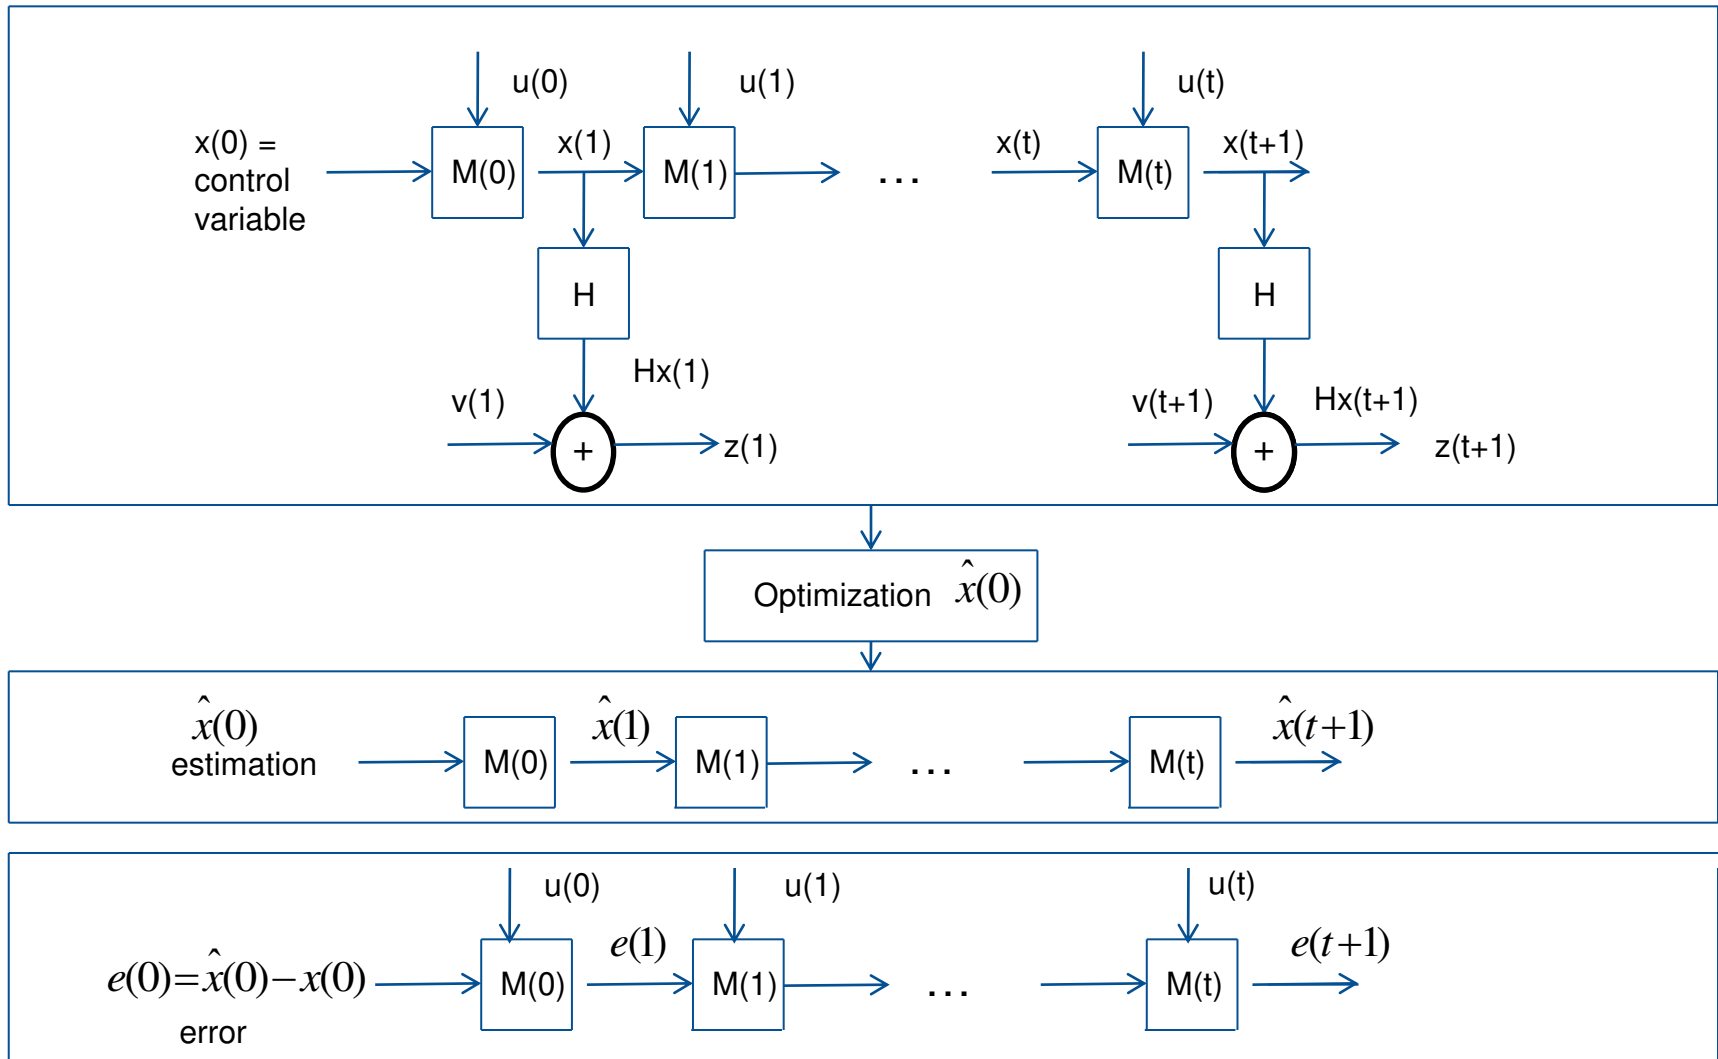 u(0) u(1) u(t)
x(0) =
control
variable
M(0) x(1) M(1) ... x(t) M(t) x(t+1)
H H
Hx(1) Hx(t+1)
v(1) + z(1) v(t+1) + z(t+1)
Optimization x̂(0)
x̂(0)
estimation
M(0) x̂(1) M(1) ... M(t) x̂(t+1)
u(0) u(1) u(t)
e(0)=x̂(0)−x(0)
error
M(0) e(1) M(1) ... M(t) e(t+1)